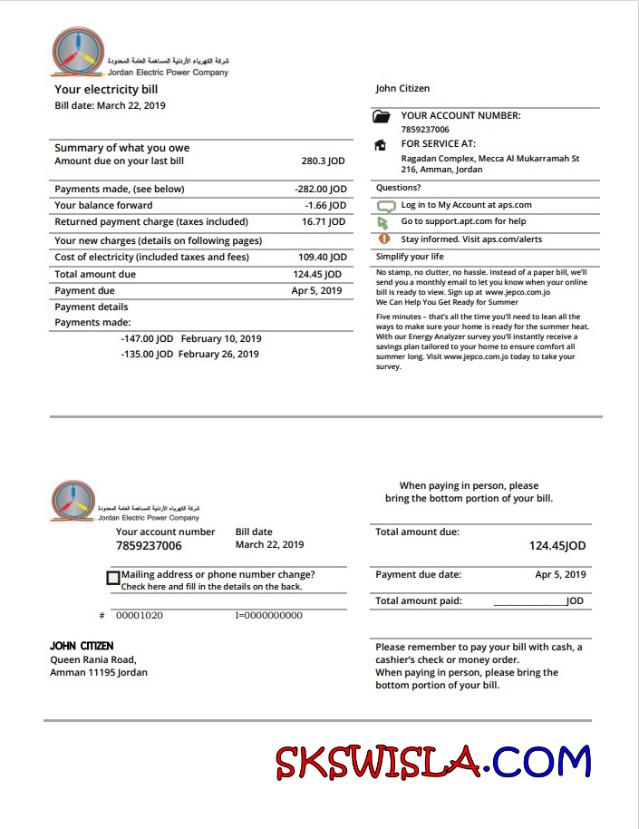 شركة الكهرباء الأردنية المساهمة العامة المحدودة
Jordan Electric Power Company
Your electricity bill
Bill date: March 22, 2019
Summary of what you owe
Amount due on your last bill 280.3 JOD
Payments made, (see below) -282.00 JOD
Your balance forward -1.66 JOD
Returned payment charge (taxes included) 16.71 JOD
Your new charges (details on following pages)
Cost of electricity (included taxes and fees) 109.40 JOD
Total amount due 124.45 JOD
Payment due Apr 5, 2019
Payment details
Payments made:
-147.00 JOD February 10, 2019
-135.00 JOD February 26, 2019
John Citizen
YOUR ACCOUNT NUMBER:
7859237006
FOR SERVICE AT:
Ragadan Complex, Mecca Al Mukarramah St
216, Amman, Jordan
Questions?
Log in to My Account at aps.com
Go to support.apt.com for help
Stay informed. Visit aps.com/alerts
Simplify your life
No stamp, no clutter, no hassle. Instead of a paper bill, we'll
send you a monthly email to let you know when your online
bill is ready to view. Sign up at www.jepco.com.jo
We Can Help You Get Ready for Summer
Five minutes – that's all the time you'll need to lean all the
ways to make sure your home is ready for the summer heat.
With our Energy Analyzer survey you'll instantly receive a
savings plan tailored to your home to ensure comfort all
summer long. Visit www.jepco.com.jo today to take your
survey.
شركة الكهرباء الأردنية المساهمة العامة المحدودة
Jordan Electric Power Company
Your account number Bill date
7859237006 March 22, 2019
Mailing address or phone number change?
Check here and fill in the details on the back.
# 00001020 I=0000000000
JOHN CITIZEN
Queen Rania Road,
Amman 11195 Jordan
When paying in person, please
bring the bottom portion of your bill.
Total amount due:
124.45JOD
Payment due date: Apr 5, 2019
Total amount paid: ______________JOD
Please remember to pay your bill with cash, a
cashier's check or money order.
When paying in person, please bring the
bottom portion of your bill.
SKSWISLA.COM